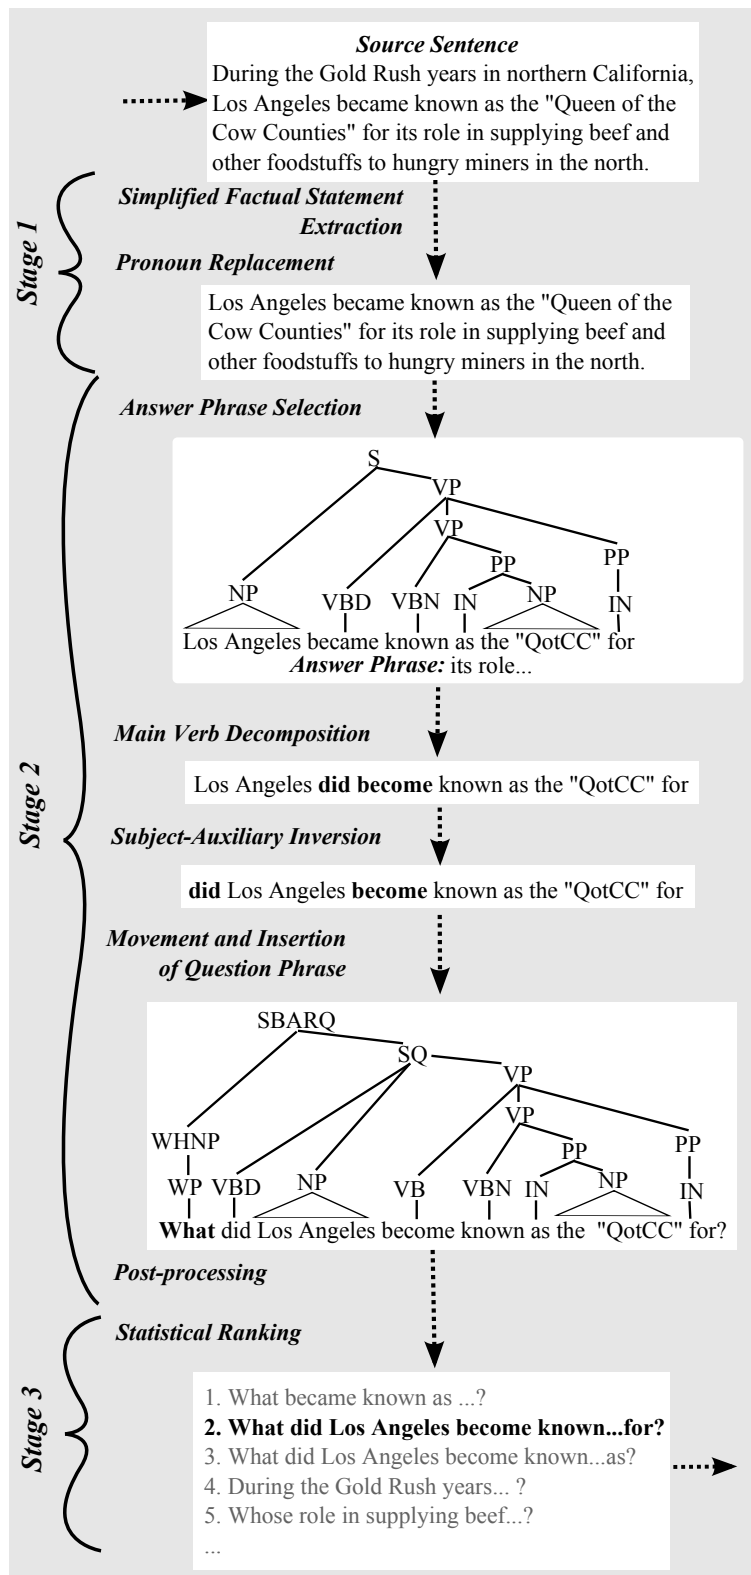 Source Sentence
During the Gold Rush years in northern California,
Los Angeles became known as the "Queen of the
Cow Counties" for its role in supplying beef and
other foodstuffs to hungry miners in the north.
Stage 1
Simplified Factual Statement
Extraction
Pronoun Replacement
Los Angeles became known as the "Queen of the
Cow Counties" for its role in supplying beef and
other foodstuffs to hungry miners in the north.
Stage 2
Answer Phrase Selection
S
VP
VP
PP PP
NP VBD VBN IN NP IN
Los Angeles became known as the "QotCC" for
Answer Phrase: its role...
Main Verb Decomposition
Los Angeles did become known as the "QotCC" for
Subject-Auxiliary Inversion
did Los Angeles become known as the "QotCC" for
Movement and Insertion
of Question Phrase
SBARQ
SQ
VP
VP
WHNP PP PP
WP VBD NP VB VBN IN NP IN
What did Los Angeles become known as the "QotCC" for?
Post-processing
Stage 3
Statistical Ranking
1. What became known as ...?
2. What did Los Angeles become known...for?
3. What did Los Angeles become known...as?
4. During the Gold Rush years... ?
5. Whose role in supplying beef...?
...